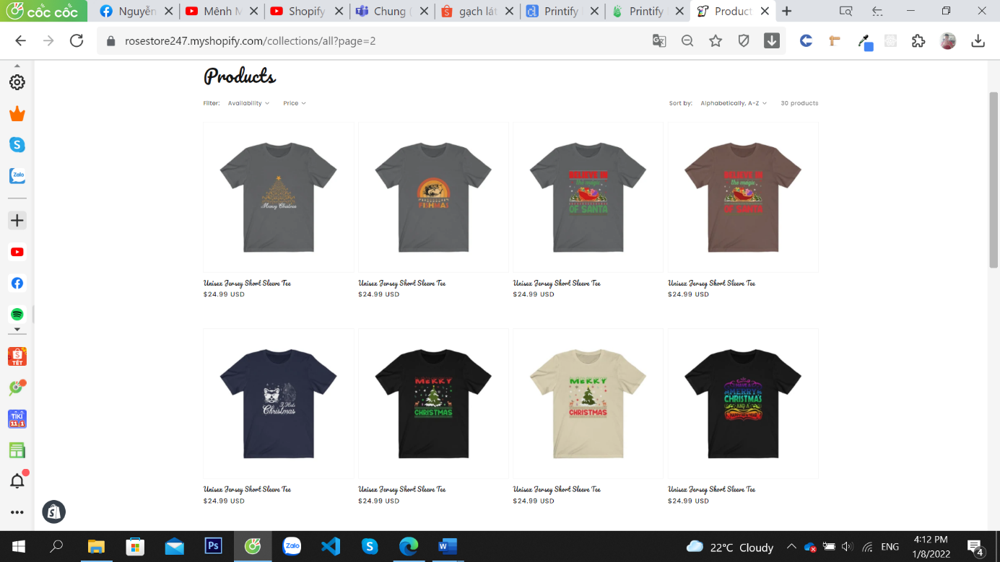 cốc cốc
Nguyễn
Mênh M
Shopify
Chung (
gạch lát
Printify
Printify
Product
rosestore247.myshopify.com/collections/all?page=2
Products
Filter: Availability Price
Sort by: Alphabetically, A-Z 30 products
Merry Christmas
FISHMAS
BELIEVE IN
the magic
OF SANTA
BELIEVE IN
the magic
OF SANTA
Unisex Jersey Short Sleeve Tee
$24.99 USD
Unisex Jersey Short Sleeve Tee
$24.99 USD
Unisex Jersey Short Sleeve Tee
$24.99 USD
Unisex Jersey Short Sleeve Tee
$24.99 USD
Christmas
MERRY
CHRISTMAS
MERRY
CHRISTMAS
HAVE A
MERRY
CHRISTMAS
AND A
HAPPY NEW YEAR
Unisex Jersey Short Sleeve Tee
$24.99 USD
Unisex Jersey Short Sleeve Tee
$24.99 USD
Unisex Jersey Short Sleeve Tee
$24.99 USD
Unisex Jersey Short Sleeve Tee
$24.99 USD
Zalo
TẾT
TIKI
Ps
Zalo
22°C Cloudy
ENG
4:12 PM
1/8/2022
4